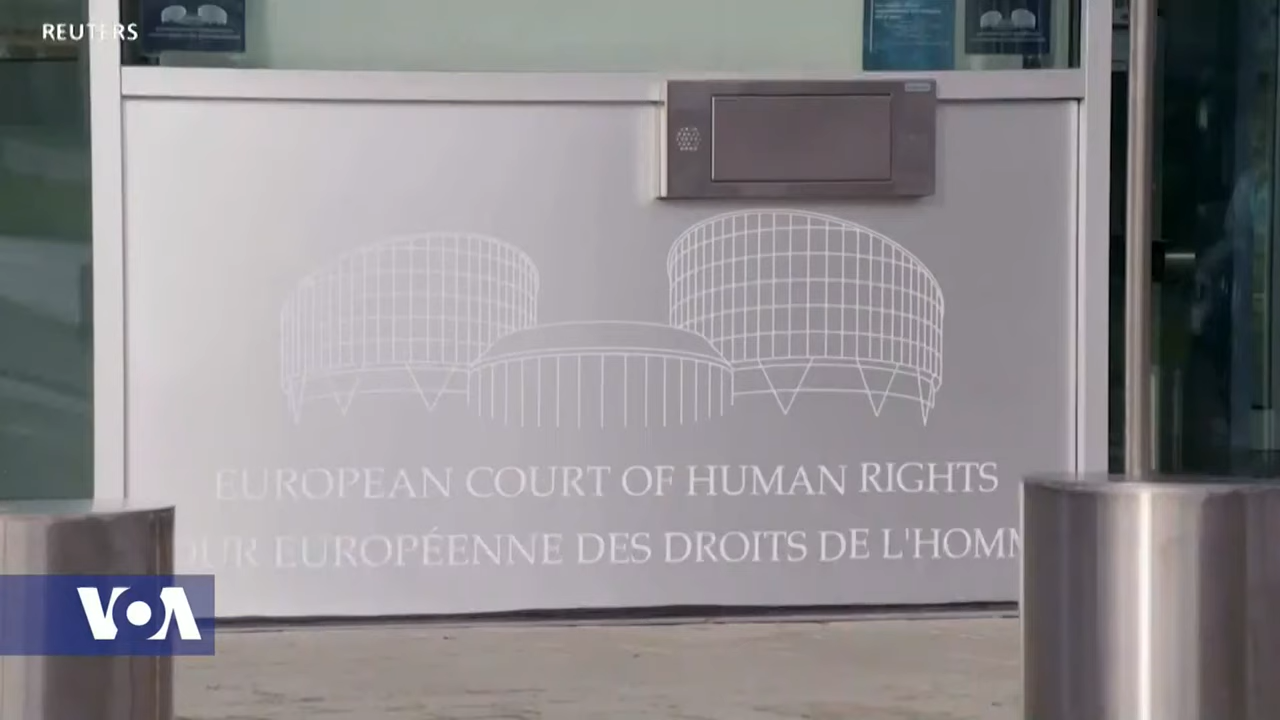 REUTERS
EUROPEAN COURT OF HUMAN RIGHTS
OUR EUROPÉENNE DES DROITS DE L'HOMM
VOA